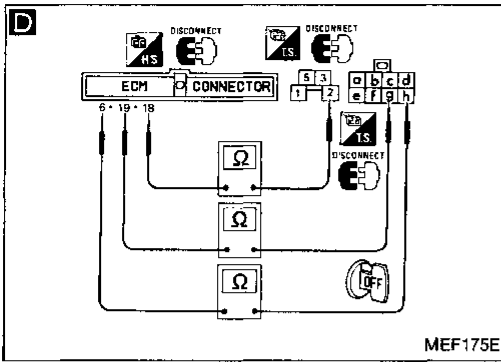 D
DISCONNECT
H.S.
DISCONNECT
T.S.
ECM CONNECTOR
6 • 19 • 18
5 3
1 2
a b c d
e f g h
T.S.
DISCONNECT
Ω
Ω
Ω
OFF
MEF175E